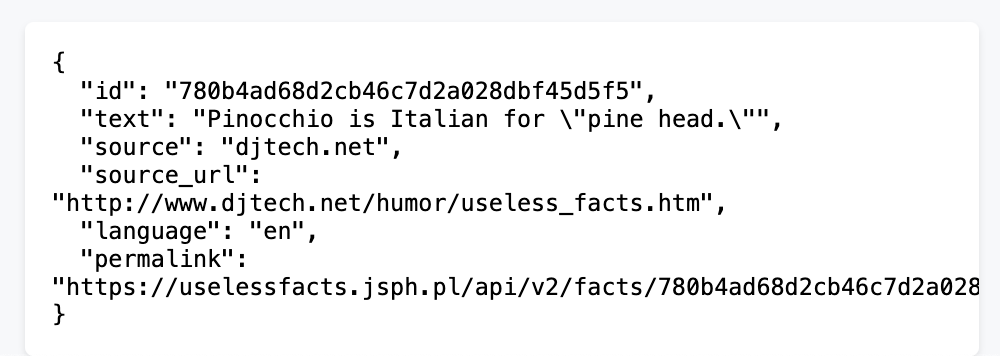 {
  "id": "780b4ad68d2cb46c7d2a028dbf45d5f5",
  "text": "Pinocchio is Italian for \"pine head.\"",
  "source": "djtech.net",
  "source_url":
"http://www.djtech.net/humor/useless_facts.htm",
  "language": "en",
  "permalink":
"https://uselessfacts.jsph.pl/api/v2/facts/780b4ad68d2cb46c7d2a028
}